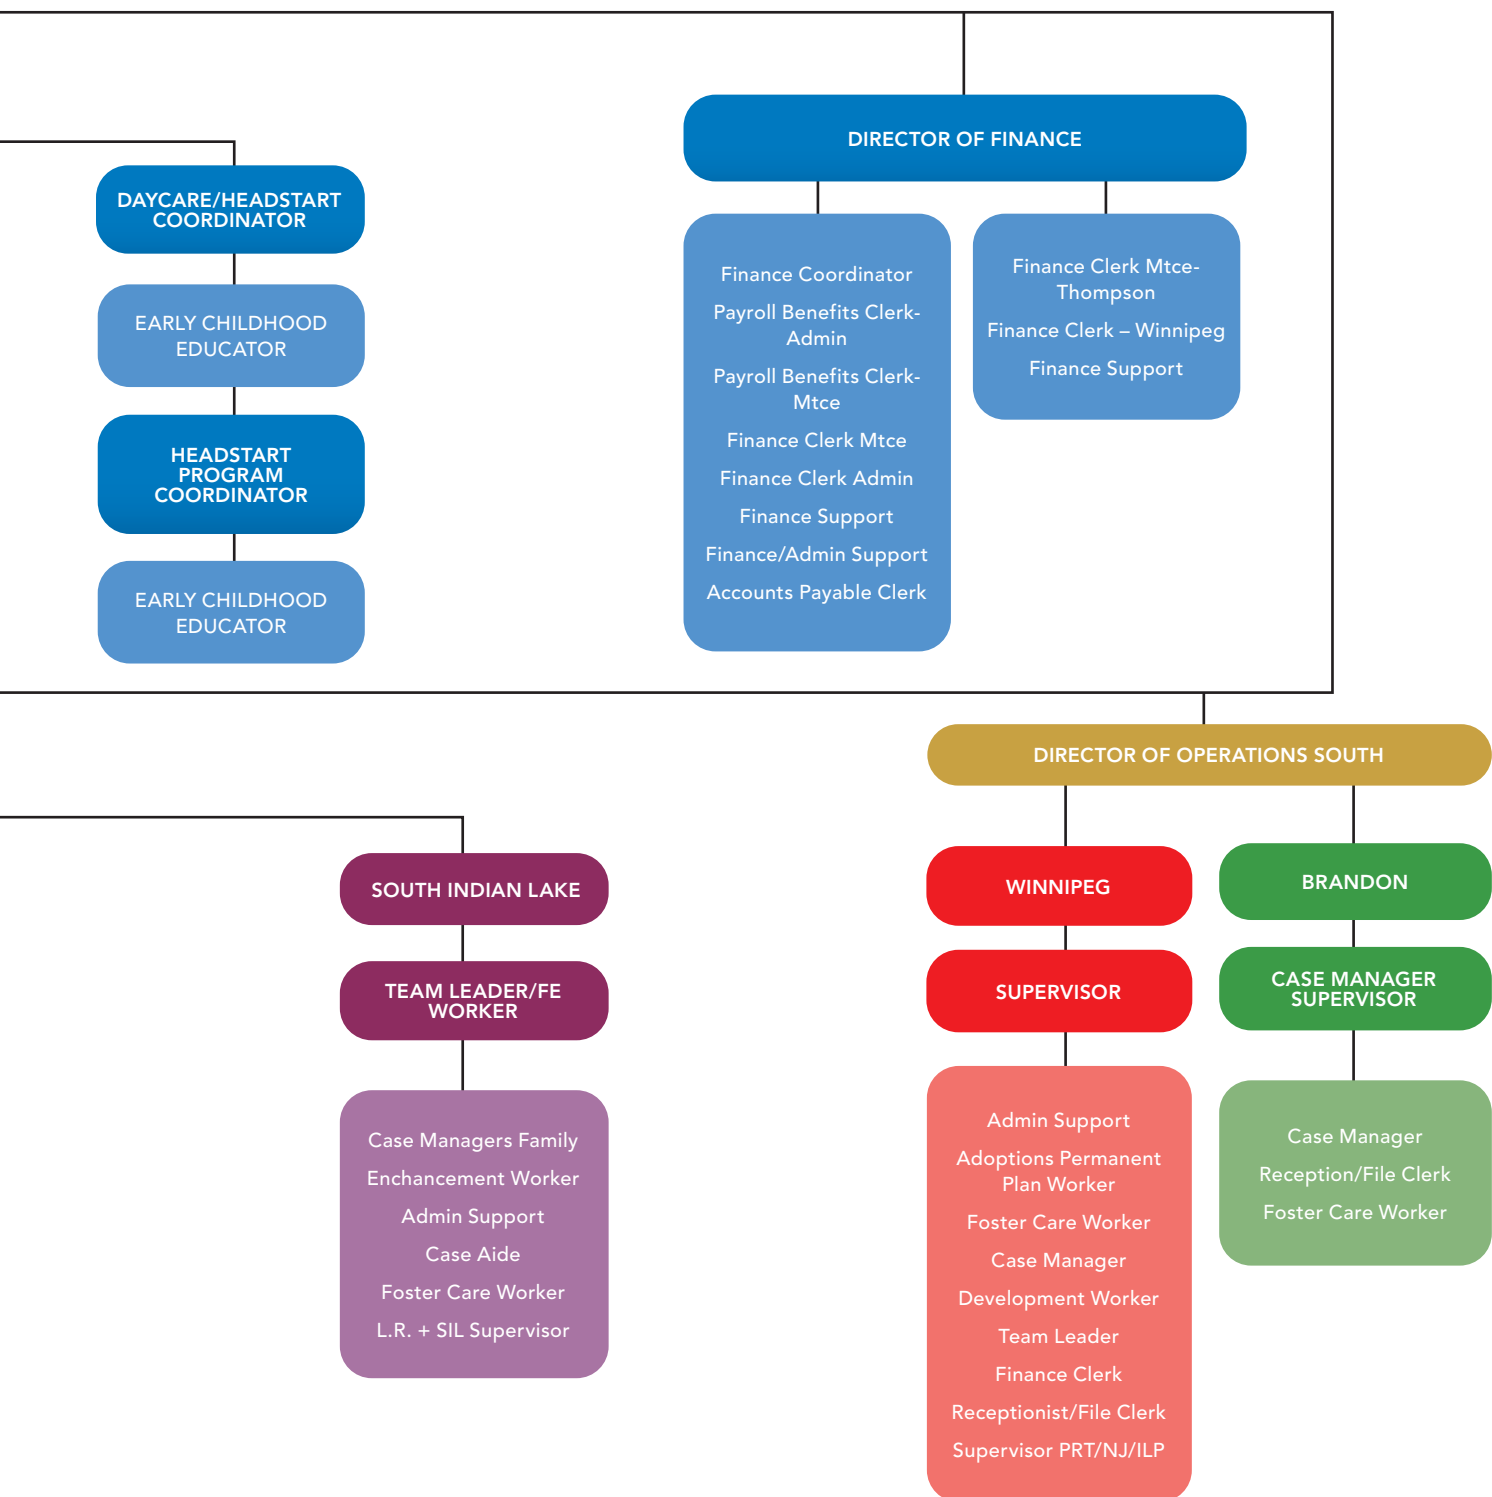 DIRECTOR OF FINANCE
DAYCARE/HEADSTART
COORDINATOR
EARLY CHILDHOOD
EDUCATOR
HEADSTART
PROGRAM
COORDINATOR
EARLY CHILDHOOD
EDUCATOR
Finance Coordinator
Payroll Benefits Clerk-
Admin
Payroll Benefits Clerk-
Mtce
Finance Clerk Mtce
Finance Clerk Admin
Finance Support
Finance/Admin Support
Accounts Payable Clerk
Finance Clerk Mtce-
Thompson
Finance Clerk – Winnipeg
Finance Support
DIRECTOR OF OPERATIONS SOUTH
SOUTH INDIAN LAKE
TEAM LEADER/FE
WORKER
Case Managers Family
Enchancement Worker
Admin Support
Case Aide
Foster Care Worker
L.R. + SIL Supervisor
WINNIPEG
SUPERVISOR
Admin Support
Adoptions Permanent
Plan Worker
Foster Care Worker
Case Manager
Development Worker
Team Leader
Finance Clerk
Receptionist/File Clerk
Supervisor PRT/NJ/ILP
BRANDON
CASE MANAGER
SUPERVISOR
Case Manager
Reception/File Clerk
Foster Care Worker